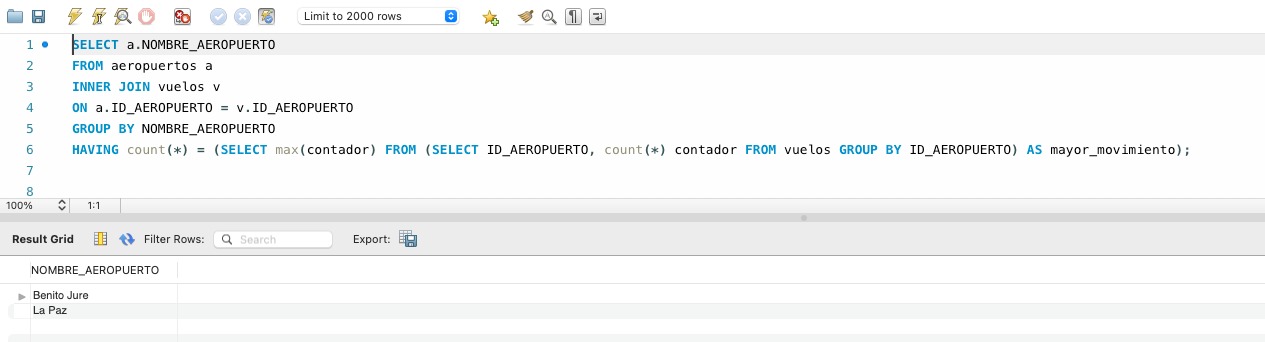 Limit to 2000 rows
1 SELECT a.NOMBRE_AEROPUERTO
2 FROM aeropuertos a
3 INNER JOIN vuelos v
4 ON a.ID_AEROPUERTO = v.ID_AEROPUERTO
5 GROUP BY NOMBRE_AEROPUERTO
6 HAVING count(*) = (SELECT max(contador) FROM (SELECT ID_AEROPUERTO, count(*) contador FROM vuelos GROUP BY ID_AEROPUERTO) AS mayor_movimiento);
7
8
100% 1:1
Result Grid Filter Rows: Search Export:
NOMBRE_AEROPUERTO
Benito Jure
La Paz